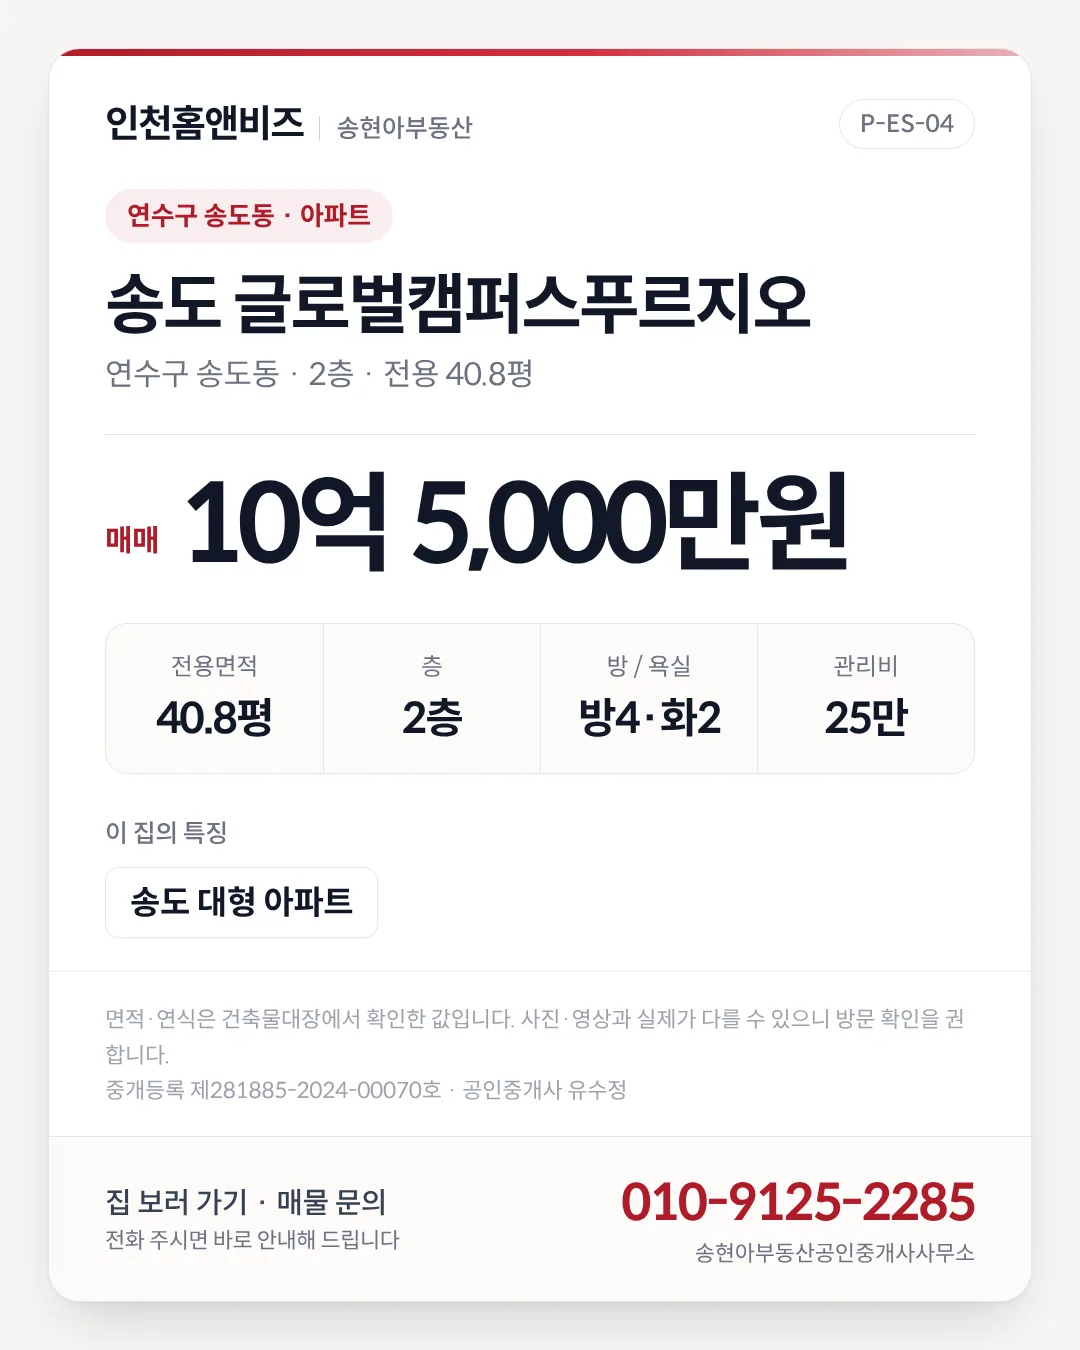 인천홈앤비즈 | 송현아부동산
P-ES-04
연수구 송도동 · 아파트
송도 글로벌캠퍼스푸르지오
연수구 송도동 · 2층 · 전용 40.8평
매매 10억 5,000만원
전용면적 층 방 / 욕실 관리비
40.8평 2층 방4·화2 25만
이 집의 특징
송도 대형 아파트
면적·연식은 건축물대장에서 확인한 값입니다. 사진·영상과 실제가 다를 수 있으니 방문 확인을 권
합니다.
중개등록 제281885-2024-00070호 · 공인중개사 유수정
집 보러 가기 · 매물 문의
전화 주시면 바로 안내해 드립니다
010-9125-2285
송현아부동산공인중개사사무소